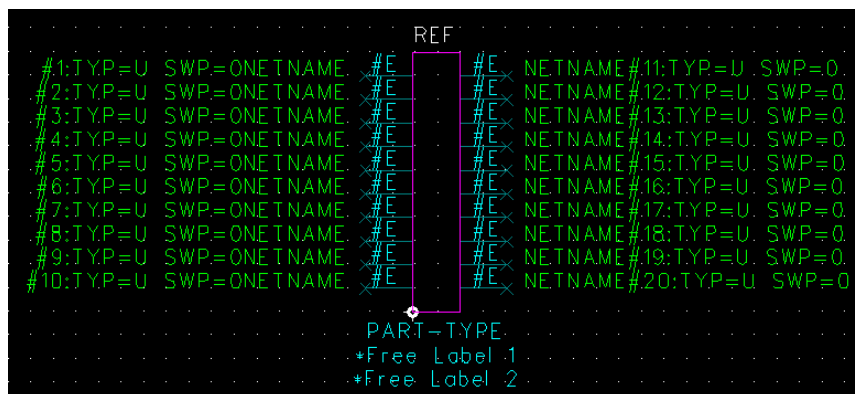 REF
#1:TYP=U SWP=0NETNAME #E #E NETNAME#11:TYP=U SWP=0
#2:TYP=U SWP=0NETNAME #E #E NETNAME#12:TYP=U SWP=0
#3:TYP=U SWP=0NETNAME #E #E NETNAME#13:TYP=U SWP=0
#4:TYP=U SWP=0NETNAME #E #E NETNAME#14:TYP=U SWP=0
#5:TYP=U SWP=0NETNAME #E #E NETNAME#15:TYP=U SWP=0
#6:TYP=U SWP=0NETNAME #E #E NETNAME#16:TYP=U SWP=0
#7:TYP=U SWP=0NETNAME #E #E NETNAME#17:TYP=U SWP=0
#8:TYP=U SWP=0NETNAME #E #E NETNAME#18:TYP=U SWP=0
#9:TYP=U SWP=0NETNAME #E #E NETNAME#19:TYP=U SWP=0
#10:TYP=U SWP=0NETNAME #E #E NETNAME#20:TYP=U SWP=0
PART-TYPE
*Free Label 1
*Free Label 2